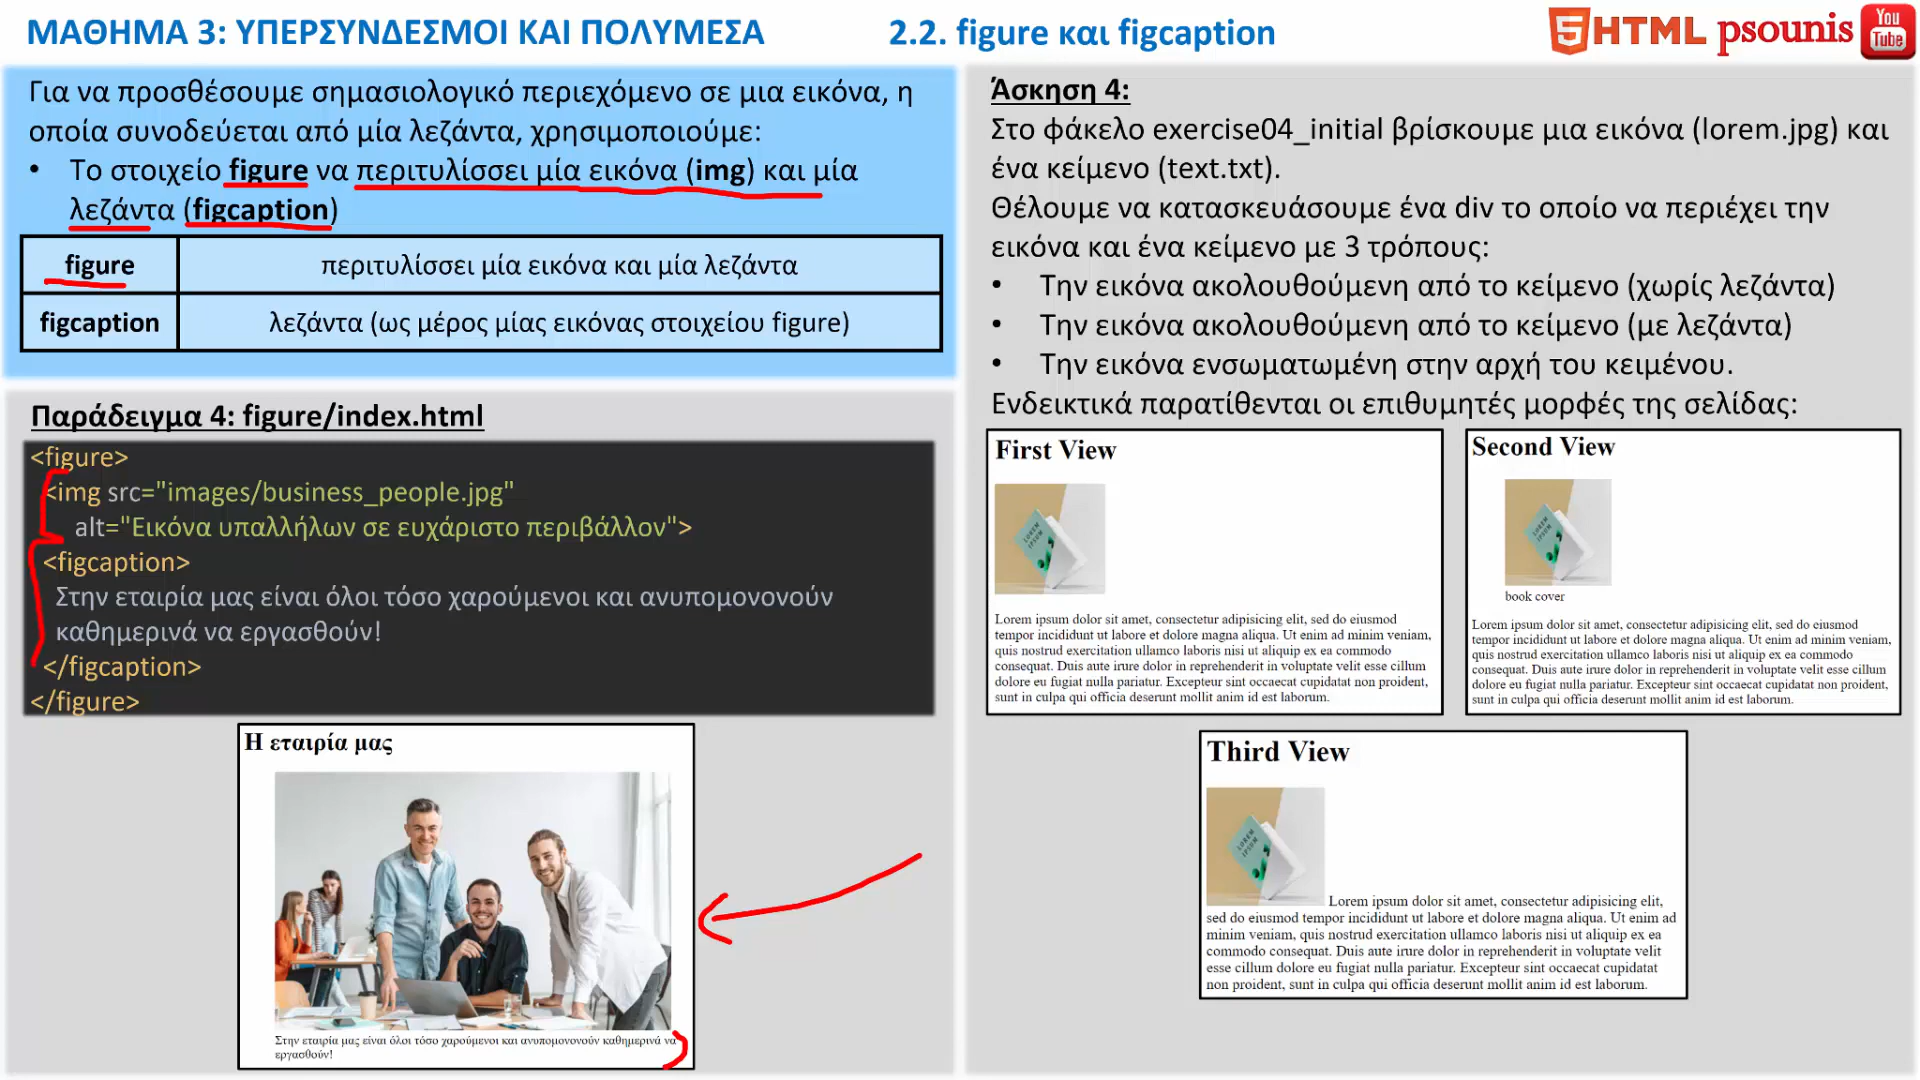 ΜΑΘΗΜΑ 3: ΥΠΕΡΣΥΝΔΕΣΜΟΙ ΚΑΙ ΠΟΛΥΜΕΣΑ
2.2. figure και figcaption
HTML psounis You Tube
Για να προσθέσουμε σημασιολογικό περιεχόμενο σε μια εικόνα, η
οποία συνοδεύεται από μία λεζάντα, χρησιμοποιούμε:
• Το στοιχείο figure να περιτυλίσσει μία εικόνα (img) και μία
λεζάντα (figcaption)
figure περιτυλίσσει μία εικόνα και μία λεζάντα
figcaption λεζάντα (ως μέρος μίας εικόνας στοιχείου figure)
Παράδειγμα 4: figure/index.html
<figure>
<img src="images/business_people.jpg"
alt="Εικόνα υπαλλήλων σε ευχάριστο περιβάλλον">
<figcaption>
Στην εταιρία μας είναι όλοι τόσο χαρούμενοι και ανυπομονονούν
καθημερινά να εργασθούν!
</figcaption>
</figure>
Η εταιρία μας
Στην εταιρία μας είναι όλοι τόσο χαρούμενοι και ανυπομονονούν καθημερινά να
εργασθούν!
Άσκηση 4:
Στο φάκελο exercise04_initial βρίσκουμε μια εικόνα (lorem.jpg) και
ένα κείμενο (text.txt).
Θέλουμε να κατασκευάσουμε ένα div το οποίο να περιέχει την
εικόνα και ένα κείμενο με 3 τρόπους:
• Την εικόνα ακολουθούμενη από το κείμενο (χωρίς λεζάντα)
• Την εικόνα ακολουθούμενη από το κείμενο (με λεζάντα)
• Την εικόνα ενσωματωμένη στην αρχή του κειμένου.
Ενδεικτικά παρατίθενται οι επιθυμητές μορφές της σελίδας:
First View
LOREM IPSUM
Lorem ipsum dolor sit amet, consectetur adipisicing elit, sed do eiusmod
tempor incididunt ut labore et dolore magna aliqua. Ut enim ad minim veniam,
quis nostrud exercitation ullamco laboris nisi ut aliquip ex ea commodo
consequat. Duis aute irure dolor in reprehenderit in voluptate velit esse cillum
dolore eu fugiat nulla pariatur. Excepteur sint occaecat cupidatat non proident,
sunt in culpa qui officia deserunt mollit anim id est laborum.
Second View
LOREM IPSUM
book cover
Lorem ipsum dolor sit amet, consectetur adipisicing elit, sed do eiusmod
tempor incididunt ut labore et dolore magna aliqua. Ut enim ad minim veniam,
quis nostrud exercitation ullamco laboris nisi ut aliquip ex ea commodo
consequat. Duis aute irure dolor in reprehenderit in voluptate velit esse cillum
dolore eu fugiat nulla pariatur. Excepteur sint occaecat cupidatat non proident,
sunt in culpa qui officia deserunt mollit anim id est laborum.
Third View
LOREM IPSUM
Lorem ipsum dolor sit amet, consectetur adipisicing elit,
sed do eiusmod tempor incididunt ut labore et dolore magna aliqua. Ut enim ad
minim veniam, quis nostrud exercitation ullamco laboris nisi ut aliquip ex ea
commodo consequat. Duis aute irure dolor in reprehenderit in voluptate velit
esse cillum dolore eu fugiat nulla pariatur. Excepteur sint occaecat cupidatat
non proident, sunt in culpa qui officia deserunt mollit anim id est laborum.